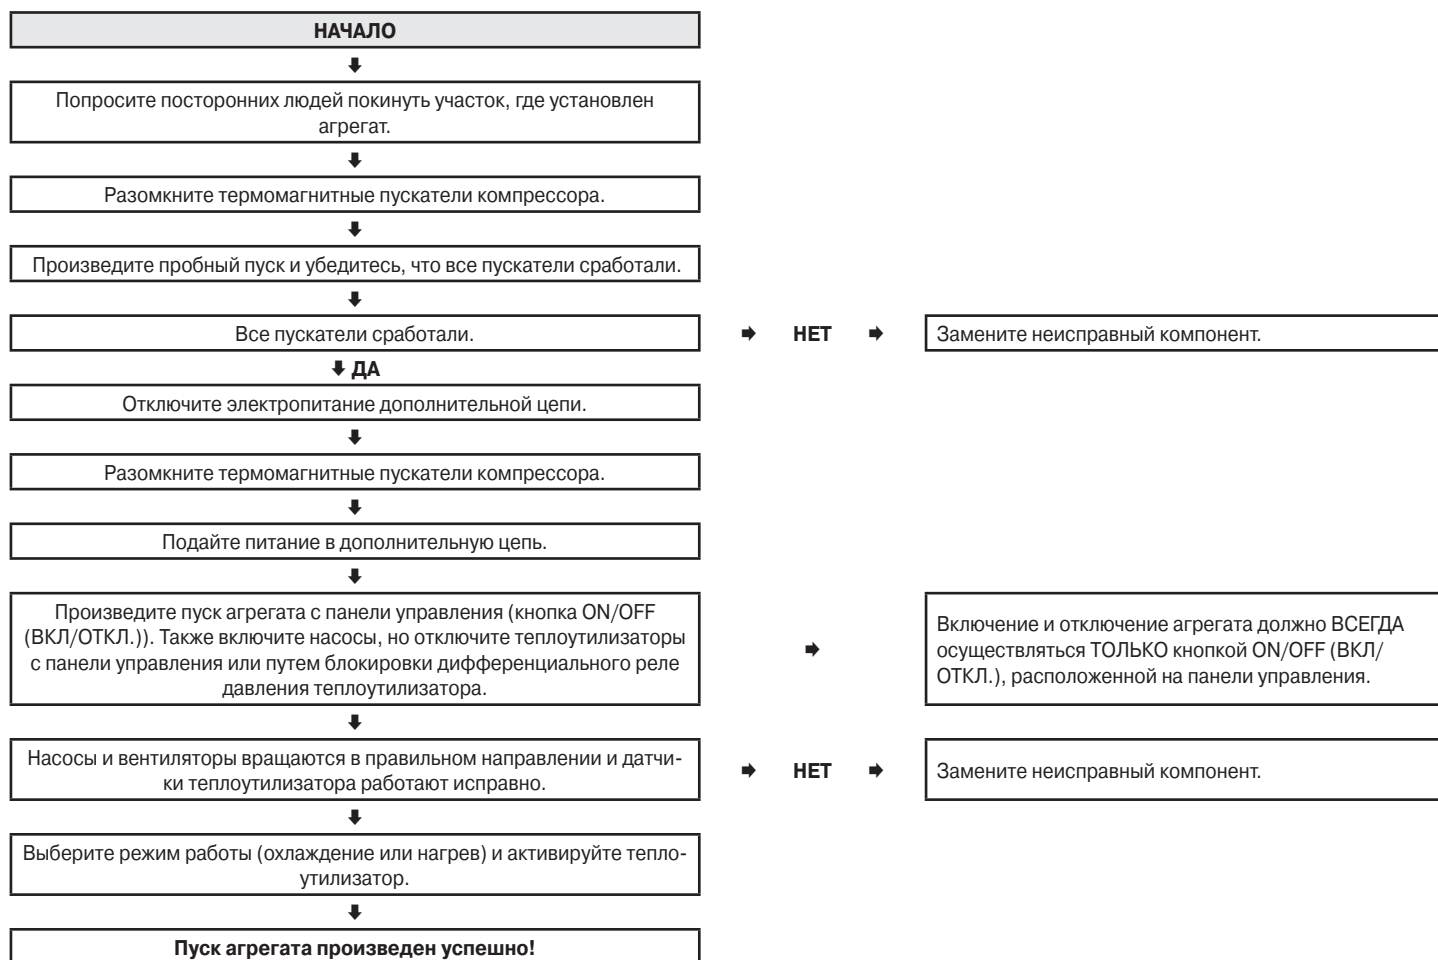 НАЧАЛО
Попросите посторонних людей покинуть участок, где установлен
агрегат.
Разомкните термомагнитные пускатели компрессора.
Произведите пробный пуск и убедитесь, что все пускатели сработали.
Все пускатели сработали.
НЕТ
Замените неисправный компонент.
ДА
Отключите электропитание дополнительной цепи.
Разомкните термомагнитные пускатели компрессора.
Подайте питание в дополнительную цепь.
Произведите пуск агрегата с панели управления (кнопка ON/OFF
(ВКЛ/ОТКЛ.)). Также включите насосы, но отключите теплоутилизаторы
с панели управления или путем блокировки дифференциального реле
давления теплоутилизатора.
Включение и отключение агрегата должно ВСЕГДА
осуществляться ТОЛЬКО кнопкой ON/OFF (ВКЛ/
ОТКЛ.), расположенной на панели управления.
Насосы и вентиляторы вращаются в правильном направлении и датчи-
ки теплоутилизатора работают исправно.
НЕТ
Замените неисправный компонент.
Выберите режим работы (охлаждение или нагрев) и активируйте тепло-
утилизатор.
Пуск агрегата произведен успешно!